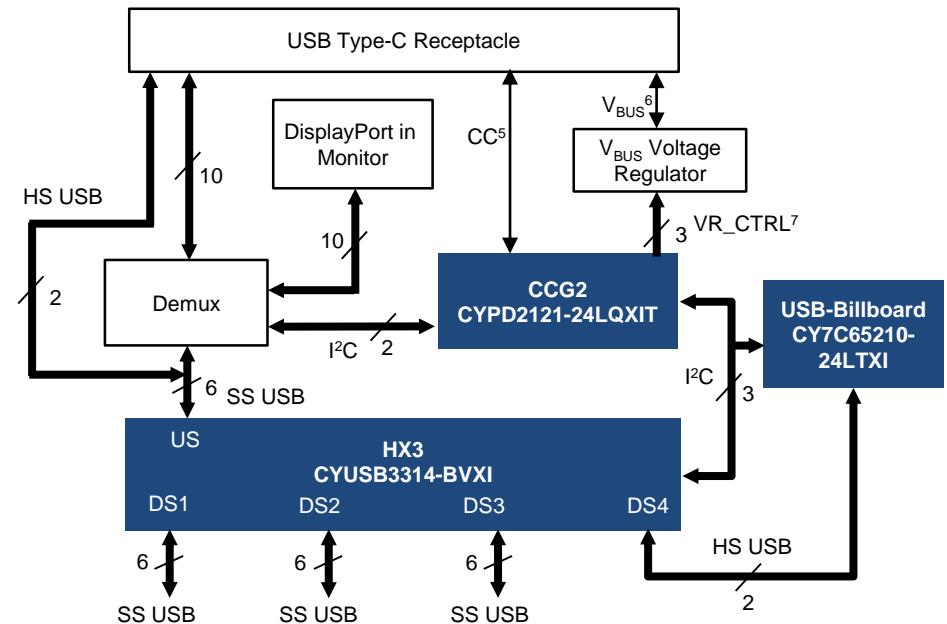 USB Type-C Receptacle
DisplayPort in
Monitor
CC⁵
V_BUS⁶
V_BUS Voltage
Regulator
10
HS USB
2
10
3
VR_CTRL⁷
Demux
CCG2
CYPD2121-24LQXIT
USB-Billboard
CY7C65210-
24LTXI
I²C
2
I²C
3
6
SS USB
US
HX3
CYUSB3314-BVXI
DS1
DS2
DS3
DS4
6
6
6
HS USB
2
SS USB
SS USB
SS USB